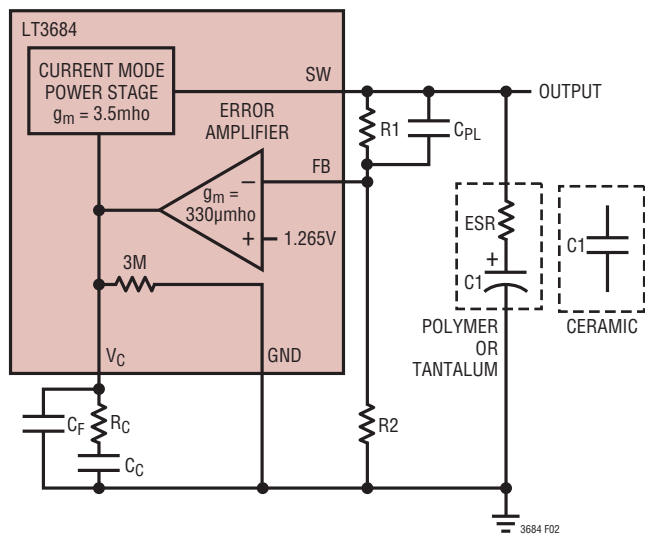 LT3684
CURRENT MODE
POWER STAGE
gm = 3.5mho
SW
OUTPUT
ERROR
AMPLIFIER
R1
CPL
FB
gm =
330µmho
–
+
1.265V
ESR
+
C1
C1
3M
POLYMER
OR
TANTALUM
CERAMIC
VC
GND
CF
RC
R2
CC
3684 F02